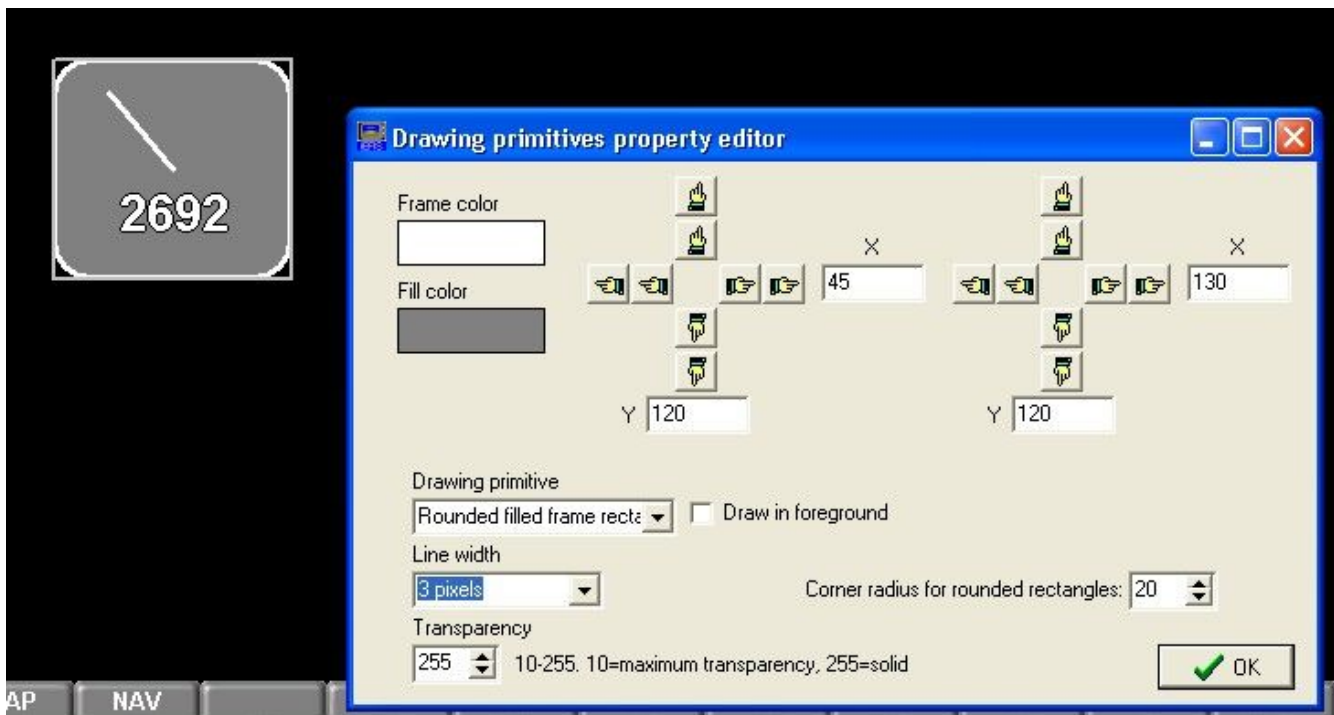 2692
Drawing primitives property editor
Frame color
X
X
45
130
Fill color
Y 120
Y 120
Drawing primitive
Rounded filled frame recta
Draw in foreground
Line width
3 pixels
Corner radius for rounded rectangles: 20
Transparency
255
10-255. 10=maximum transparency, 255=solid
OK
AP
NAV